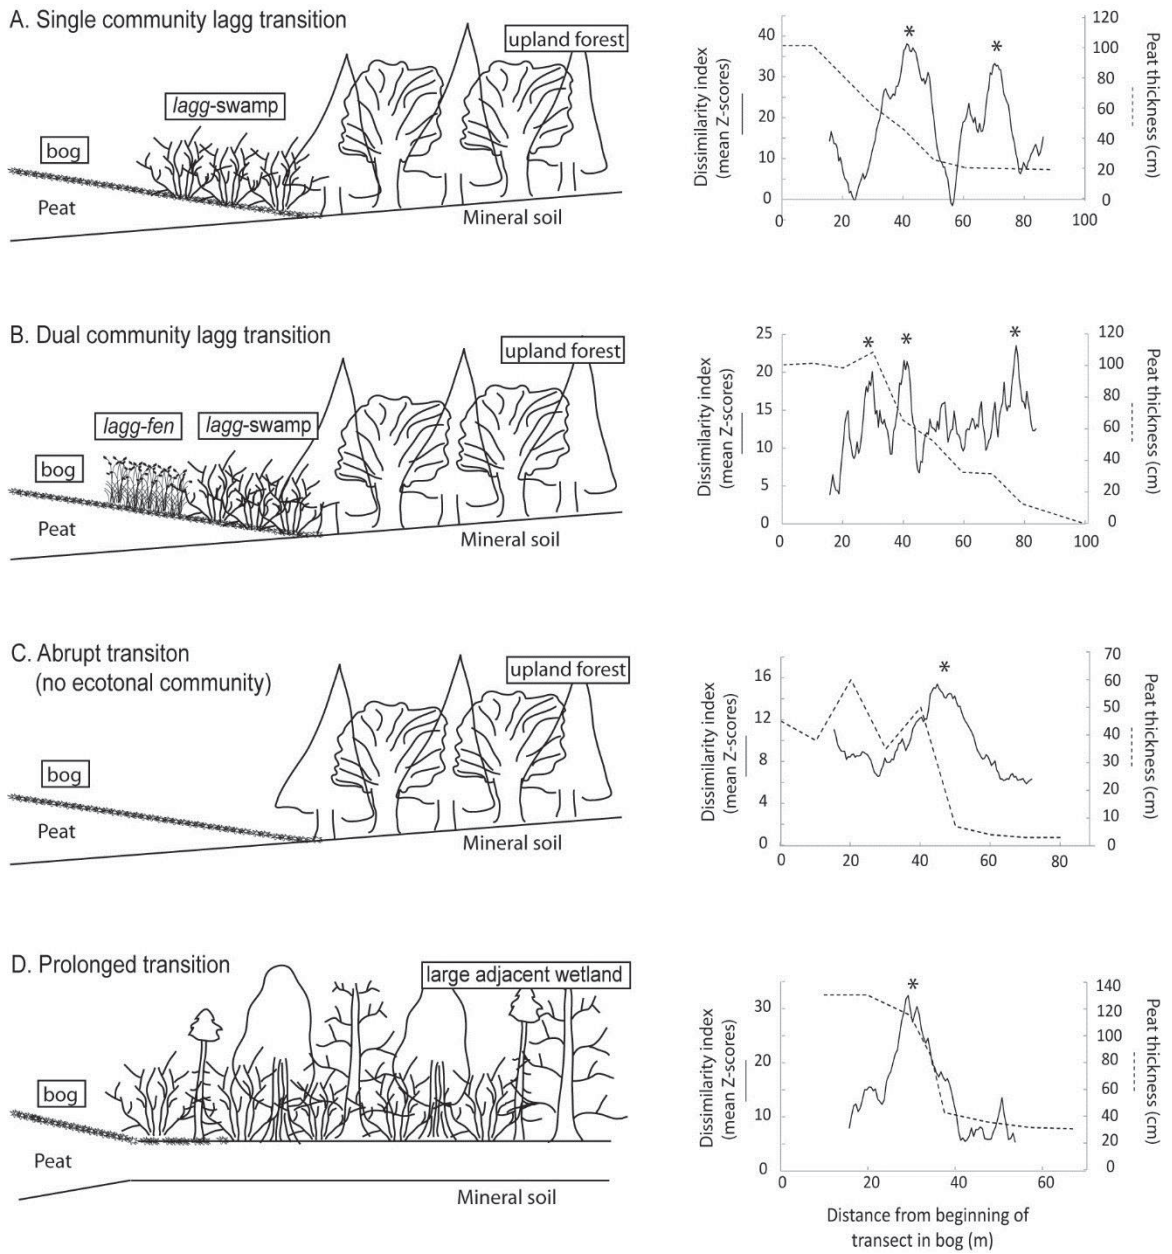 A. Single community lagg transition
upland forest
lagg-swamp
bog
Peat
Mineral soil
Dissimilarity index
(mean Z-scores)
40
30
20
10
0
* *
0 20 40 60 80 100
120
100
80
60
40
20
0
Peat thickness
(cm)
B. Dual community lagg transition
upland forest
lagg-fen
lagg-swamp
bog
Peat
Mineral soil
Dissimilarity index
(mean Z-scores)
25
20
15
10
5
0
* * *
0 20 40 60 80 100
120
100
80
60
40
20
0
Peat thickness
(cm)
C. Abrupt transiton
(no ecotonal community)
upland forest
bog
Peat
Mineral soil
Dissimilarity index
(mean Z-scores)
16
12
8
4
0
*
0 20 40 60 80
70
60
50
40
30
20
10
0
Peat thickness
(cm)
D. Prolonged transition
large adjacent wetland
bog
Peat
Mineral soil
Dissimilarity index
(mean Z-scores)
30
20
10
0
*
0 20 40 60
140
120
100
80
60
40
20
0
Peat thickness
(cm)
Distance from beginning of
transect in bog (m)